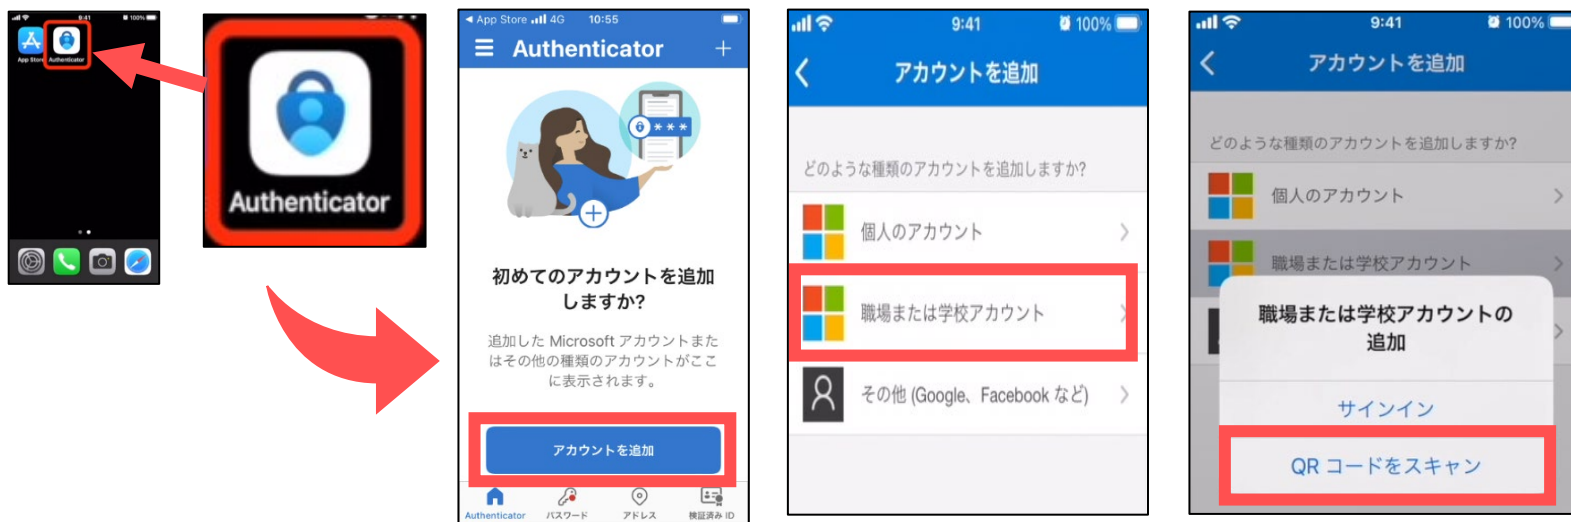 9:41
100%
App Store
Authenticator
Authenticator
App Store 4G 10:55
Authenticator
***
初めてのアカウントを追加
しますか?
追加した Microsoft アカウントまた
はその他の種類のアカウントがここ
に表示されます。
アカウントを追加
Authenticator
パスワード
アドレス
検証済み ID
9:41
100%
アカウントを追加
どのような種類のアカウントを追加しますか?
個人のアカウント
職場または学校アカウント
その他 (Google、Facebook など)
9:41
100%
アカウントを追加
どのような種類のアカウントを追加しますか?
個人のアカウント
職場または学校アカウント
職場または学校アカウントの
追加
サインイン
QR コードをスキャン